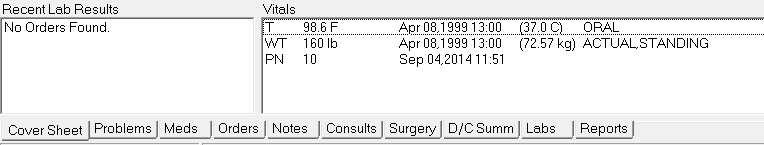 Recent Lab Results
No Orders Found.
Vitals
T 98.6 F Apr 08,1999 13:00 (37.0 C) ORAL
WT 160 lb Apr 08,1999 13:00 (72.57 kg) ACTUAL,STANDING
PN 10 Sep 04,2014 11:51
Cover Sheet Problems Meds Orders Notes Consults Surgery D/C Summ Labs Reports